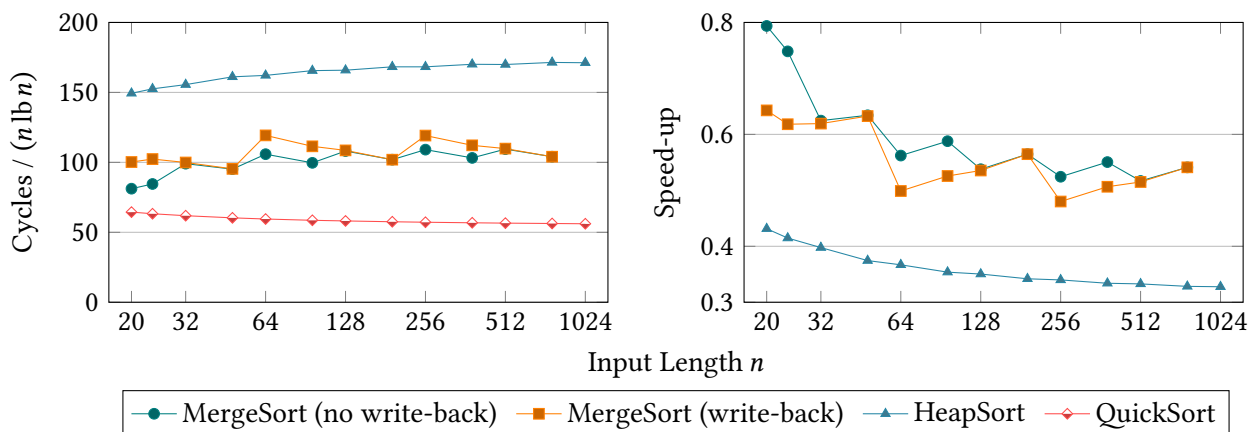 Cycles / (n lb n)
200
150
100
50
0
20 32 64 128 256 512 1024
Speed-up
0.8
0.6
0.4
0.3
20 32 64 128 256 512 1024
Input Length n
MergeSort (no write-back) MergeSort (write-back) HeapSort QuickSort